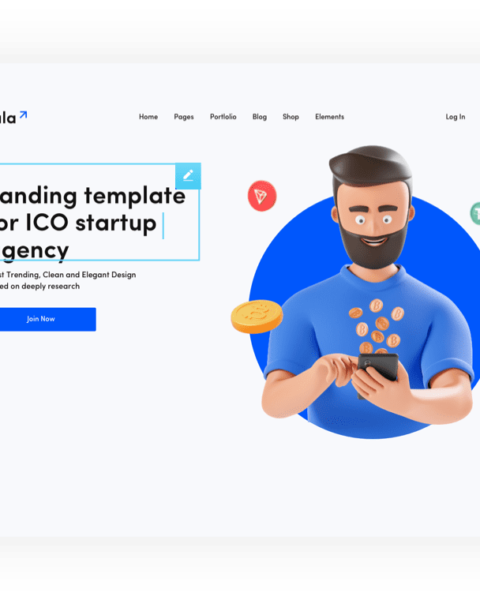 ala
Home Pages Portfolio Blog Shop Elements Log In
anding template
or ICO startup
gency
st Trending, Clean and Elegant Design
ed on deeply research
Join Now